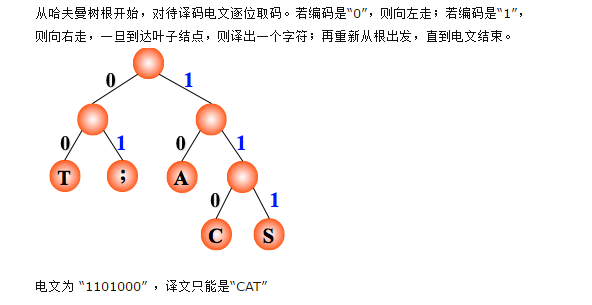 从哈夫曼树根开始，对待译码电文逐位取码。若编码是“0”，则向左走；若编码是“1”，
则向右走，一旦到达叶子结点，则译出一个字符；再重新从根出发，直到电文结束。
0 1
0 1 0 1
T ; A
0 1
C S
电文为 “1101000” ，译文只能是“CAT”